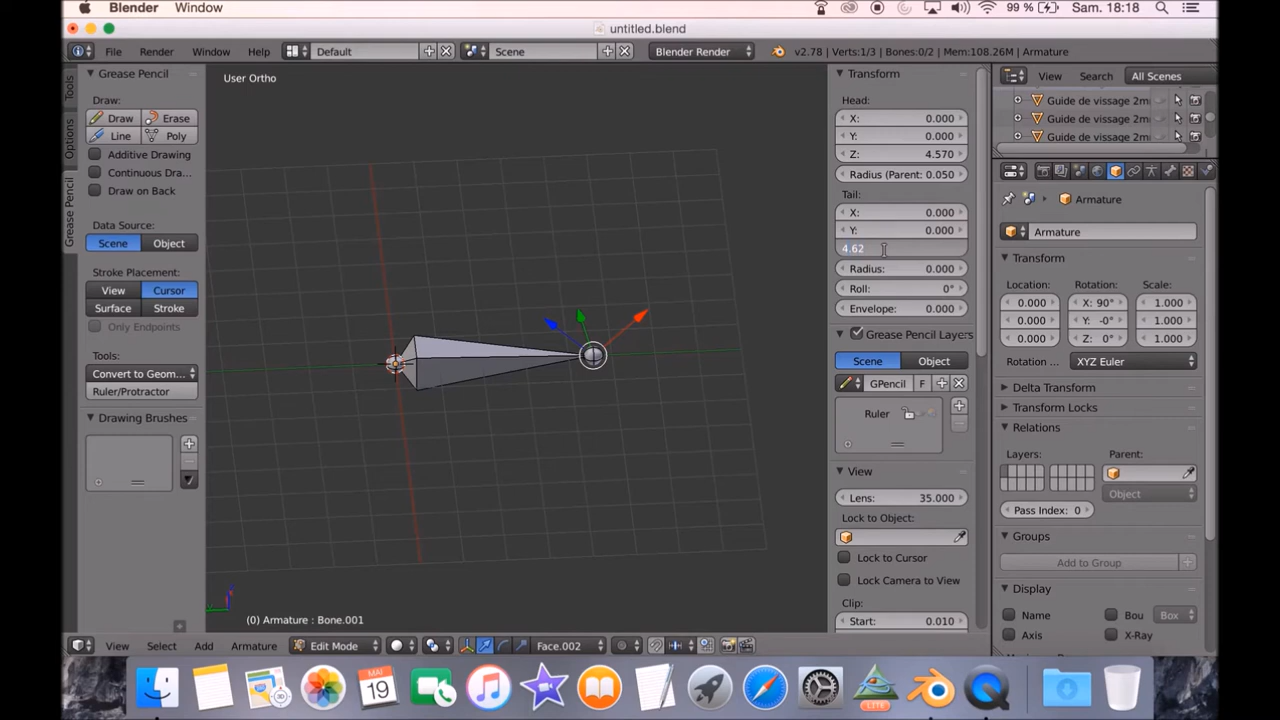 Blender Window
99 % Sam. 18:18
untitled.blend
File Render Window Help Default Scene Blender Render v2.78 | Verts:1/3 | Bones:0/2 | Mem:108.26M | Armature
Tools
Options
Grease Pencil
Grease Pencil
Draw:
Draw Erase
Line Poly
Additive Drawing
Continuous Dra...
Draw on Back
Data Source:
Scene Object
Stroke Placement:
View Cursor
Surface Stroke
Only Endpoints
Tools:
Convert to Geom...
Ruler/Protractor
Drawing Brushes
User Ortho
(0) Armature : Bone.001
View Select Add Armature Edit Mode Face.002
Transform
Head:
X: 0.000
Y: 0.000
Z: 4.570
Radius (Parent: 0.050
Tail:
X: 0.000
Y: 0.000
4.62
Radius: 0.000
Roll: 0°
Envelope: 0.000
Grease Pencil Layers
Scene Object
GPencil F
Ruler
View
Lens: 35.000
Lock to Object:
Lock to Cursor
Lock Camera to View
Clip:
Start: 0.010
View Search All Scenes
Guide de vissage 2m
Guide de vissage 2m
Guide de vissage 2m
Armature
Armature
Transform
Location: Rotation: Scale:
0.000 X: 90° 1.000
0.000 Y: -0° 1.000
0.000 Z: 0° 1.000
Rotation ... XYZ Euler
Delta Transform
Transform Locks
Relations
Layers: Parent:
Object
Pass Index: 0
Groups
Add to Group
Display
Name Bou Box
Axis X-Ray
MAI
19
LITE